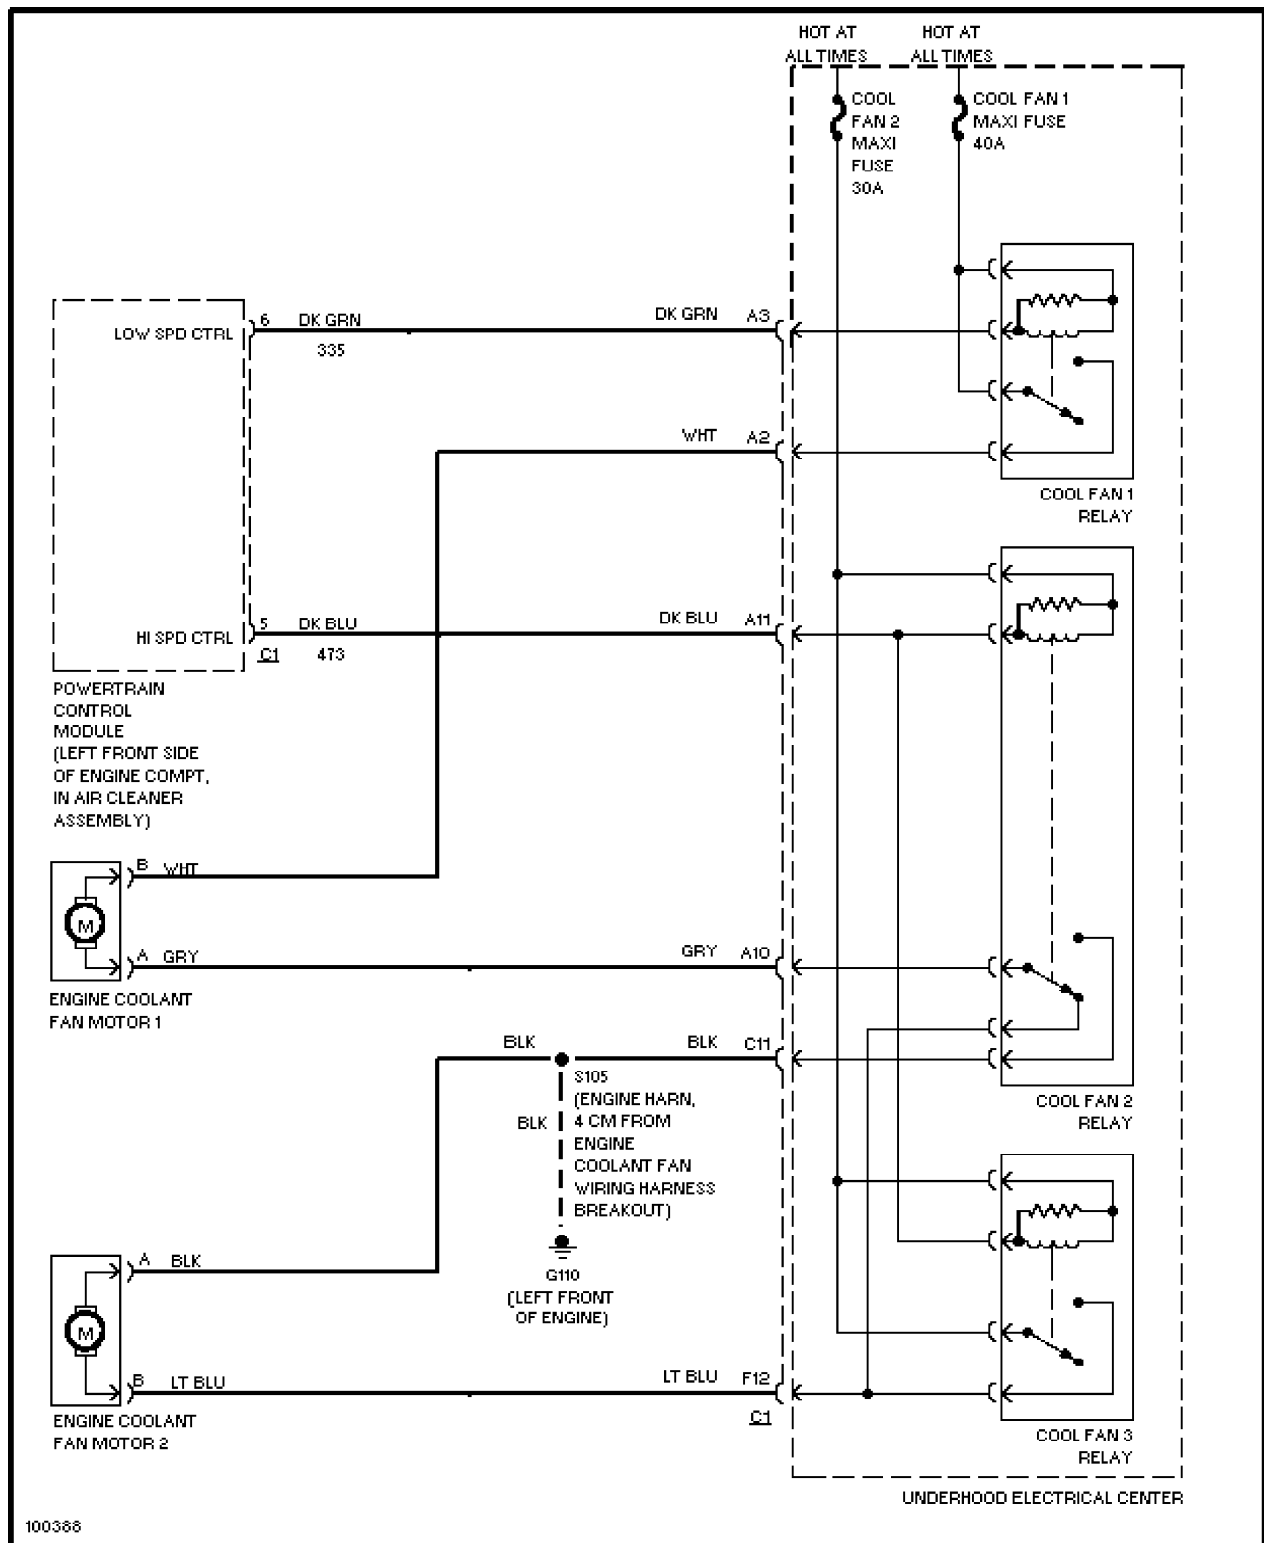 HOT AT
ALL TIMES
HOT AT
ALL TIMES
COOL
FAN 2
MAXI
FUSE
30A
COOL FAN 1
MAXI FUSE
40A
LOW SPD CTRL
6
DK GRN
335
DK GRN
A3
WHT
A2
COOL FAN 1
RELAY
HI SPD CTRL
5
DK BLU
C1
473
DK BLU
A11
POWERTRAIN
CONTROL
MODULE
(LEFT FRONT SIDE
OF ENGINE COMPT,
IN AIR CLEANER
ASSEMBLY)
B
WHT
M
A
GRY
GRY
A10
ENGINE COOLANT
FAN MOTOR 1
BLK
BLK
C11
S105
(ENGINE HARN,
4 CM FROM
ENGINE
COOLANT FAN
WIRING HARNESS
BREAKOUT)
BLK
COOL FAN 2
RELAY
G110
(LEFT FRONT
OF ENGINE)
A
BLK
M
B
LT BLU
LT BLU
F12
C1
ENGINE COOLANT
FAN MOTOR 2
COOL FAN 3
RELAY
UNDERHOOD ELECTRICAL CENTER
100388